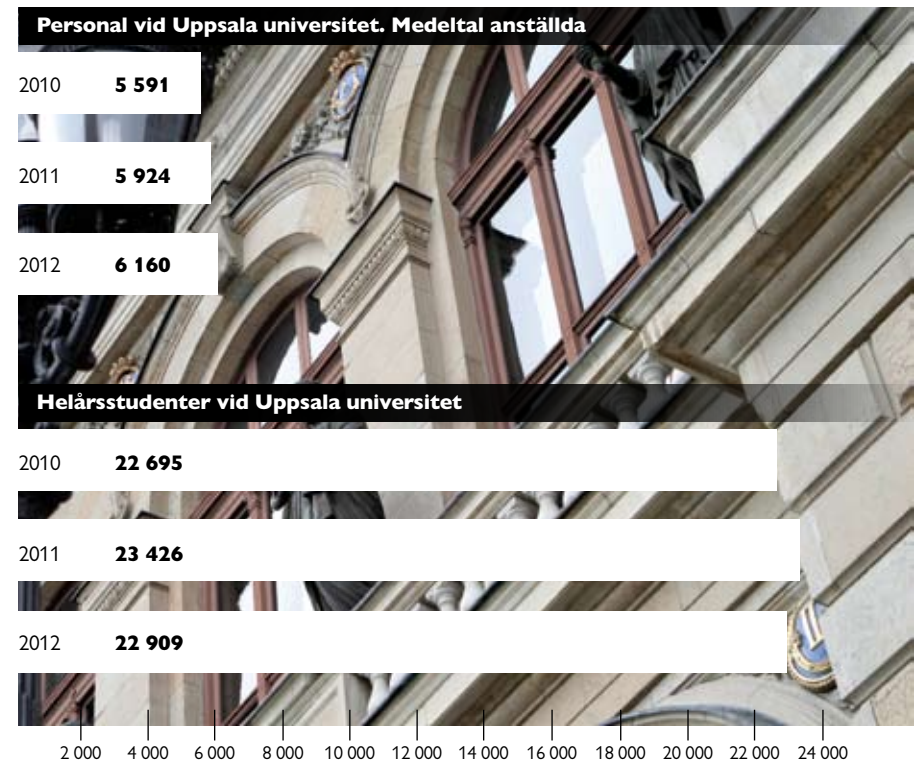 Personal vid Uppsala universitet. Medeltal anställda
2010 5 591
2011 5 924
2012 6 160
Helårsstudenter vid Uppsala universitet
2010 22 695
2011 23 426
2012 22 909
2 000 4 000 6 000 8 000 10 000 12 000 14 000 16 000 18 000 20 000 22 000 24 000